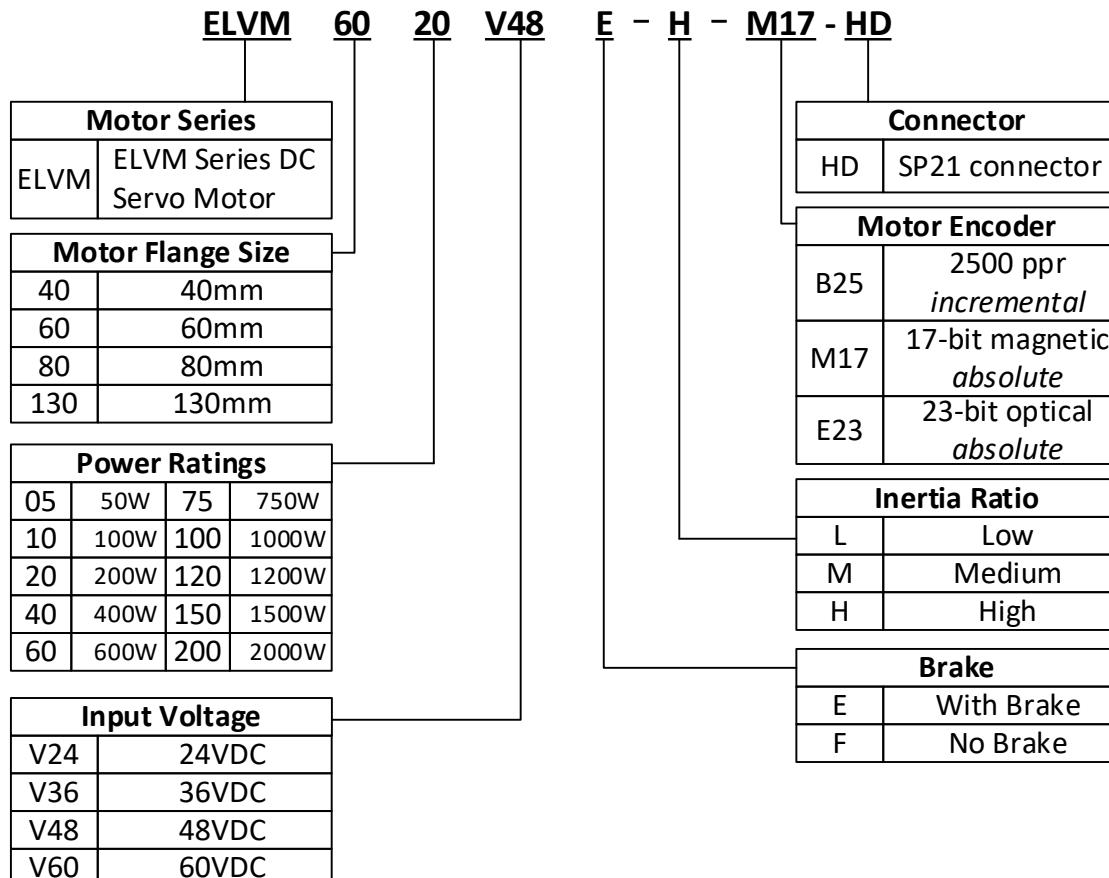 ELVM 60 20 V48 E – H – M17 - HD
Motor Series
ELVM ELVM Series DC
Servo Motor
Motor Flange Size
40 40mm
60 60mm
80 80mm
130 130mm
Power Ratings
05 50W 75 750W
10 100W 100 1000W
20 200W 120 1200W
40 400W 150 1500W
60 600W 200 2000W
Input Voltage
V24 24VDC
V36 36VDC
V48 48VDC
V60 60VDC
Connector
HD SP21 connector
Motor Encoder
B25 2500 ppr
incremental
M17 17-bit magnetic
absolute
E23 23-bit optical
absolute
Inertia Ratio
L Low
M Medium
H High
Brake
E With Brake
F No Brake